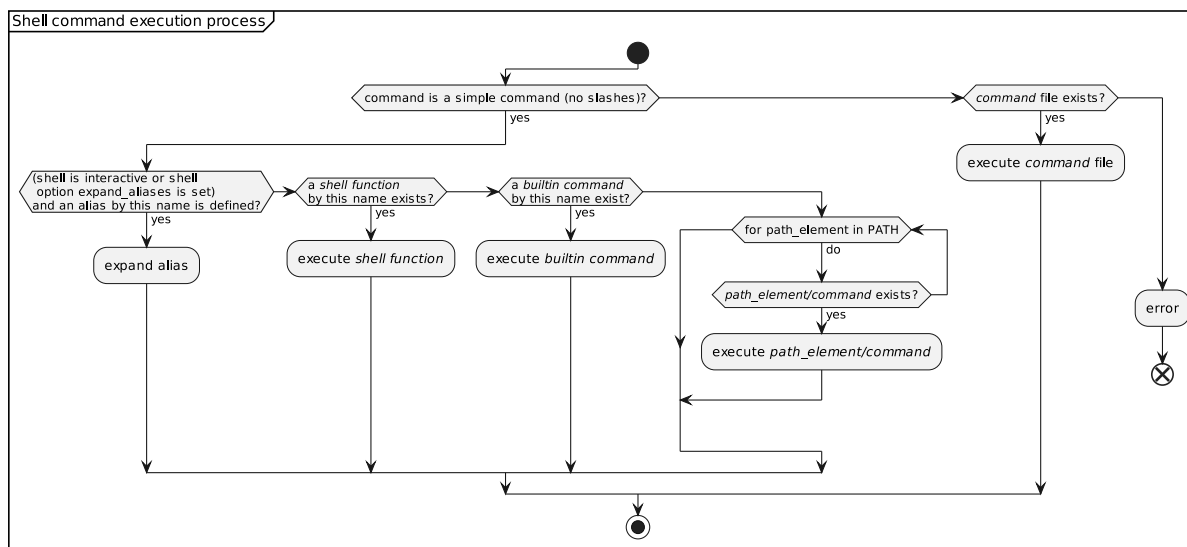 Shell command execution process
command is a simple command (no slashes)?
command file exists?
yes
yes
execute command file
(shell is interactive or shell
option expand_aliases is set)
and an alias by this name is defined?
a shell function
by this name exists?
a builtin command
by this name exist?
yes
yes
yes
for path_element in PATH
do
expand alias
execute shell function
execute builtin command
path_element/command exists?
yes
error
execute path_element/command